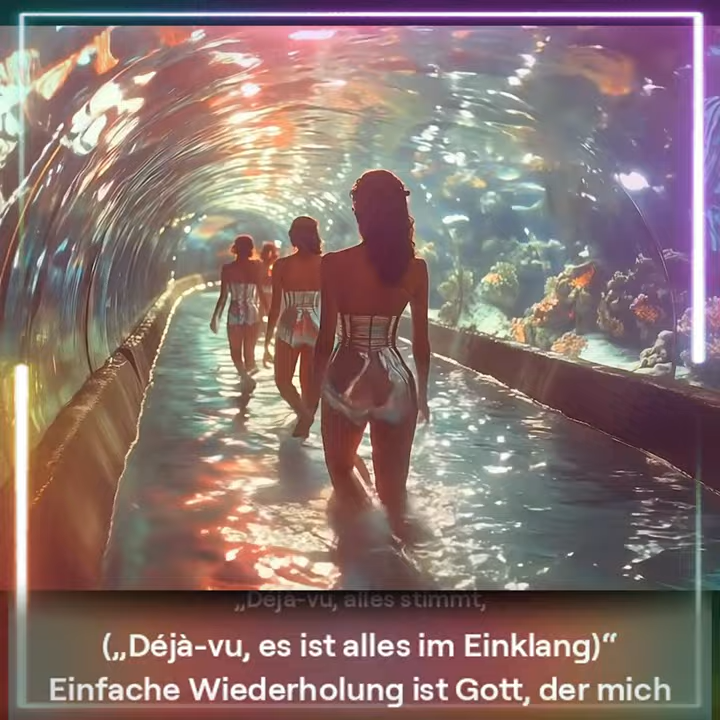 „Déjà-vu, alles stimmt,
(„Déjà-vu, es ist alles im Einklang)“
Einfache Wiederholung ist Gott, der mich